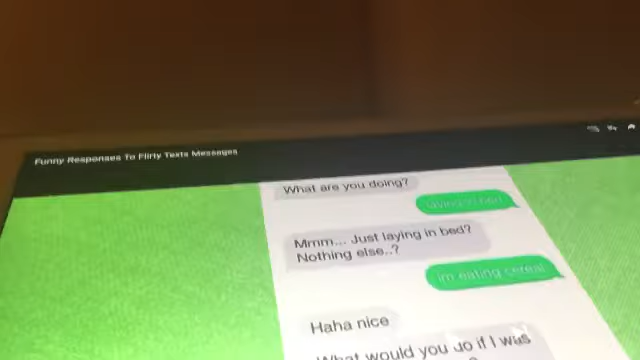 Funny Responses To Flirty Texts Messages
What are you doing?
Mmm... Just laying in bed?
Nothing else..?
im eating cereal
Haha nice
What would you do if I was